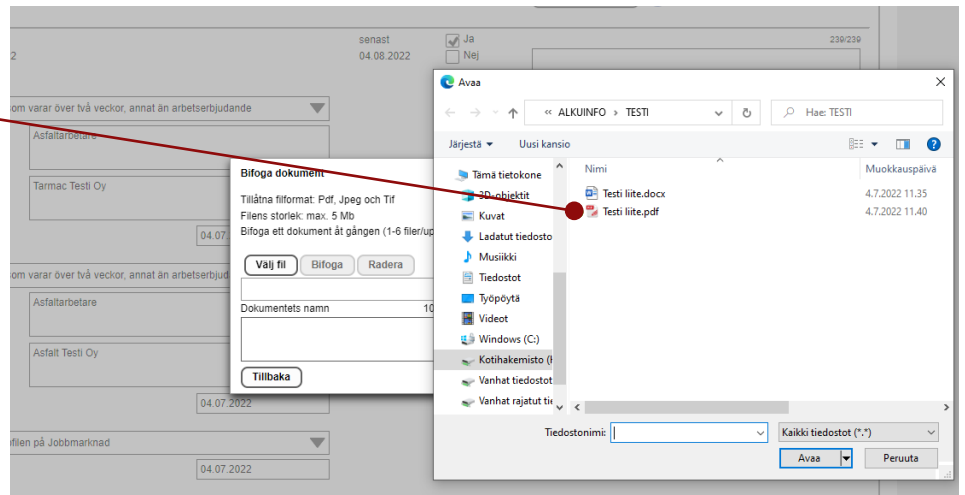 senast
Ja
239/239
2
04.08.2022
Nej
om varar över två veckor, annat än arbetserbjudande
Asfaltarbetare
Tarmac Testi Oy
04.07.
om varar över två veckor, annat än arbetserbjud
Asfaltarbetare
Asfalt Testi Oy
04.07.2022
filen på Jobbmarknad
04.07.2022
Bifoga dokument
Tillåtna filformat: Pdf, Jpeg och Tif
Filens storlek: max. 5 Mb
Bifoga ett dokument åt gången (1-6 filer/up
Välj fil Bifoga Radera
Dokumentets namn 10
Tillbaka
Avaa
« ALKUINFO › TESTI
Hae: TESTI
Järjestä Uusi kansio
Tämä tietokone
3D-objektit
Kuvat
Ladatut tiedosto
Musiikki
Tiedostot
Työpöytä
Videot
Windows (C:)
Kotihakemisto (
Vanhat tiedostot
Vanhat rajatut tie
Nimi Muokkauspäivä
Testi liite.docx 4.7.2022 11.35
Testi liite.pdf 4.7.2022 11.40
Tiedostonimi: Kaikki tiedostot (*.*)
Avaa Peruuta